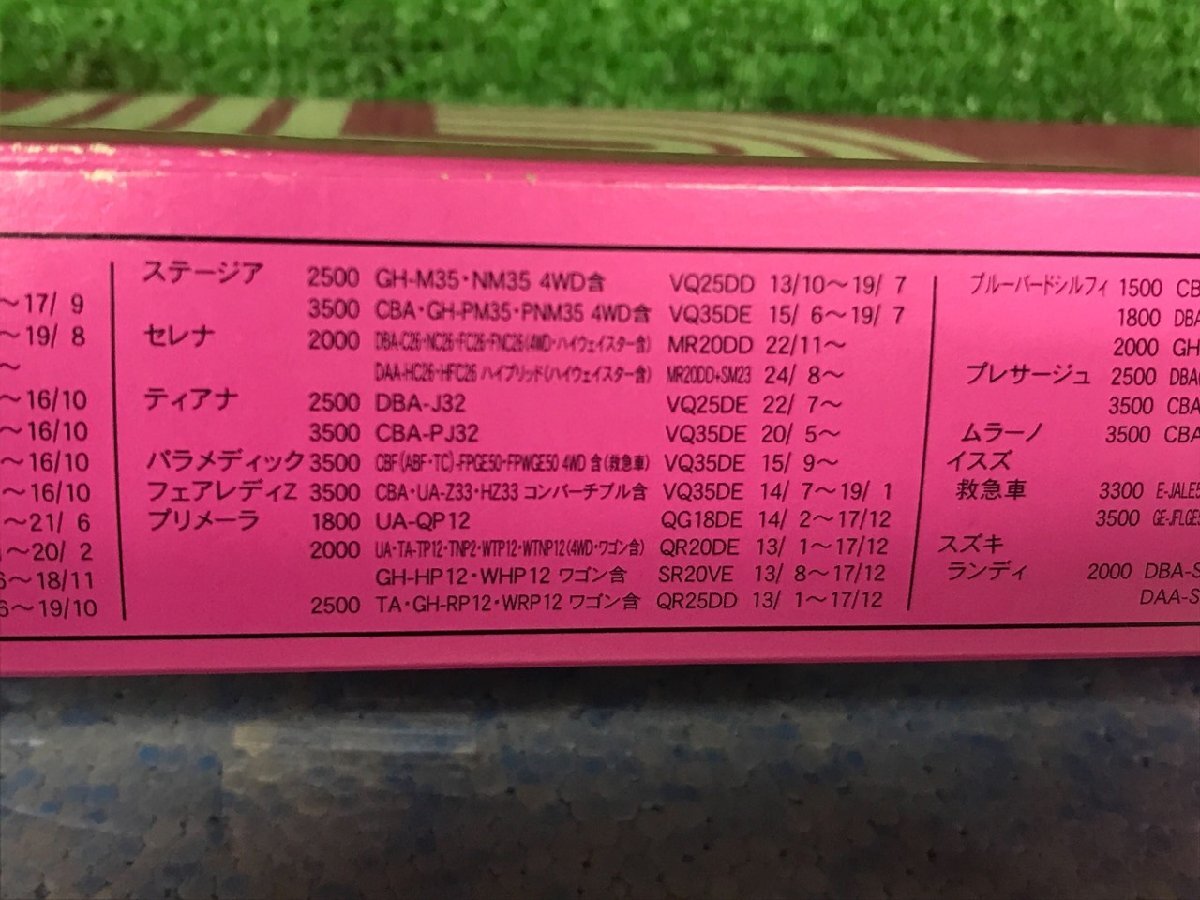 ～17/ 9
～19/ 8
～
～16/10
～16/10
～16/10
～16/10
～21/ 6
～20/ 2
～18/11
～19/10
ステージア 2500 GH-M35・NM35 4WD含 VQ25DD 13/10～19/ 7
3500 CBA・GH-PM35・PNM35 4WD含 VQ35DE 15/ 6～19/ 7
セレナ 2000 DBA-C26・NC26・FC26・FNC26(4WD・ハイウェイスター含) MR20DD 22/11～
DAA-HC26・HFC26 ハイブリッド(ハイウェイスター含) MR20DD+SM23 24/ 8～
ティアナ 2500 DBA-J32 VQ25DE 22/ 7～
3500 CBA-PJ32 VQ35DE 20/ 5～
パラメディック 3500 CBF(ABF・TC)-FPGE50・FPWGE50 4WD 含(救急車) VQ35DE 15/ 9～
フェアレディZ 3500 CBA・UA-Z33・HZ33 コンバーチブル含 VQ35DE 14/ 7～19/ 1
プリメーラ 1800 UA-QP12 QG18DE 14/ 2～17/12
2000 UA・TA-TP12・TNP2・WTP12・WTNP12(4WD・ワゴン含) QR20DE 13/ 1～17/12
GH-HP12・WHP12 ワゴン含 SR20VE 13/ 8～17/12
2500 TA・GH-RP12・WRP12 ワゴン含 QR25DD 13/ 1～17/12
ブルーバードシルフィ 1500 CB
1800 DBA
2000 GH
プレサージュ 2500 DBA
3500 CBA
ムラーノ 3500 CBA
イスズ
救急車 3300 E-JALE5
3500 GE-JFLGE5
スズキ
ランディ 2000 DBA-S
DAA-S